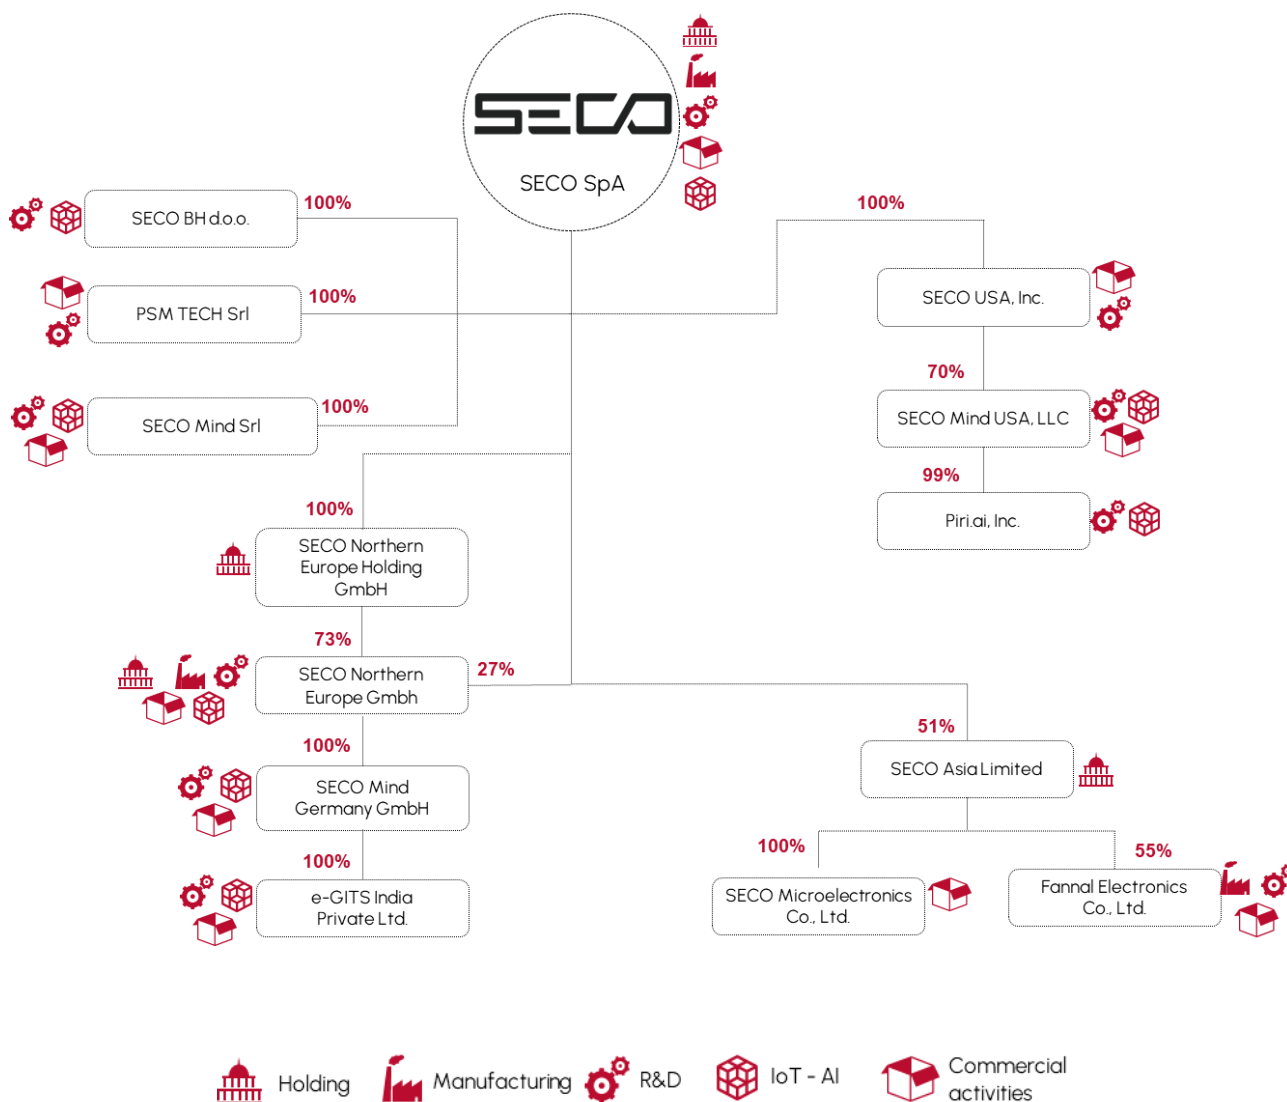 SECO
SECO SpA
100%
SECO BH d.o.o.
100%
PSM TECH Srl
100%
SECO Mind Srl
100%
SECO USA, Inc.
70%
SECO Mind USA, LLC
99%
Piri.ai, Inc.
100%
SECO Northern
Europe Holding
GmbH
73%
SECO Northern
Europe Gmbh
27%
100%
SECO Mind
Germany GmbH
100%
e-GITS India
Private Ltd.
51%
SECO Asia Limited
100%
SECO Microelectronics
Co., Ltd.
55%
Fannal Electronics
Co., Ltd.
Holding
Manufacturing
R&D
IoT - AI
Commercial
activities